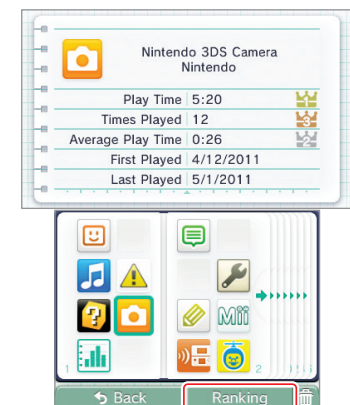 Nintendo 3DS Camera
Nintendo
Play Time 5:20
Times Played 12
Average Play Time 0:26
First Played 4/12/2011
Last Played 5/1/2011
Mii
1
2
Back
Ranking